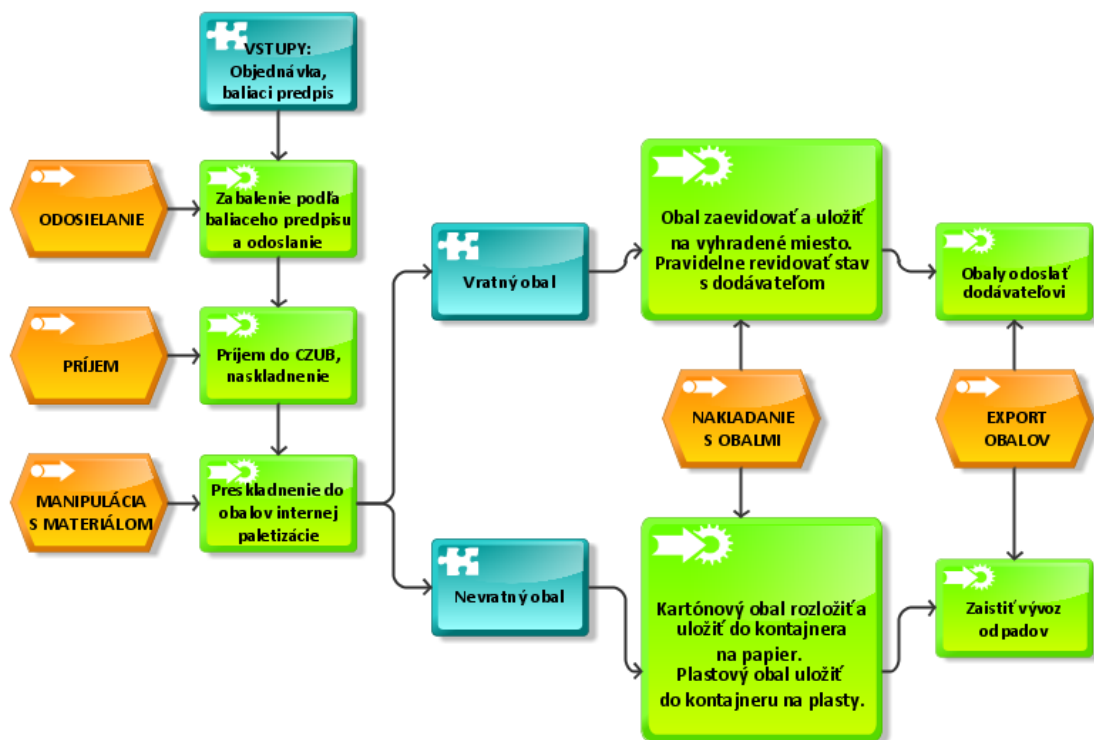 VSTUPY:
Objednávka,
baliaci predpis
ODOSIELANIE
Zabalenie podľa
baliaceho predpisu
a odoslanie
PRÍJEM
Príjem do CZUB,
naskladnenie
MANIPULÁCIA
S MATERIÁLOM
Preskladnenie do
obalov internej
paletizácie
Vratný obal
Obal zaevidovať a uložiť
na vyhradené miesto.
Pravidelne revidovať stav
s dodávateľom
Obaly odoslať
dodávateľovi
NAKLADANIE
S OBALMI
EXPORT
OBALOV
Nevratný obal
Kartónový obal rozložiť a
uložiť do kontajnera
na papier.
Plastový obal uložiť
do kontajneru na plasty.
Zaistiť vývoz
odpadov